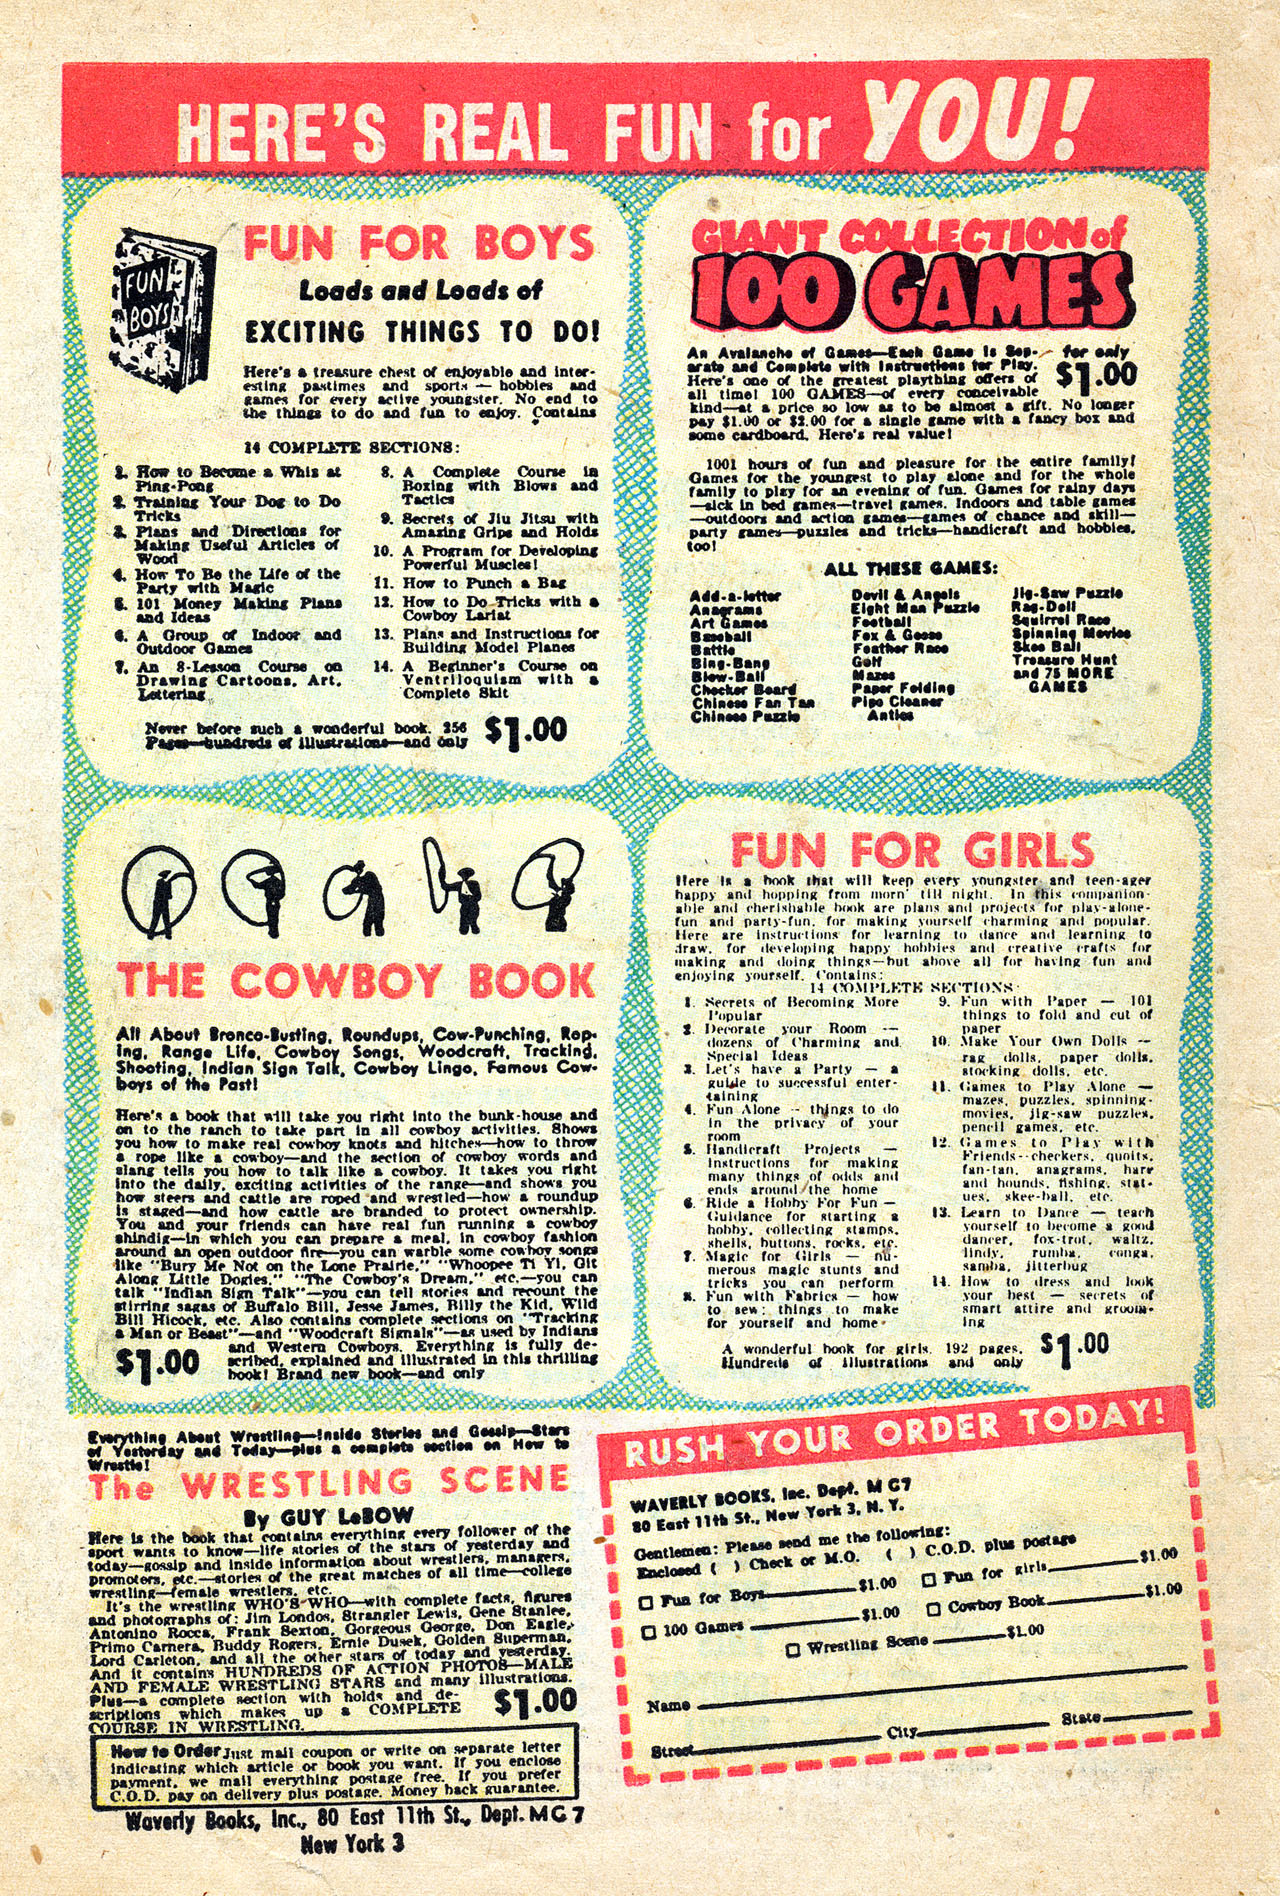 HERE'S REAL FUN for YOU!
FUN BOYS
FUN FOR BOYS
Loads and Loads of
EXCITING THINGS TO DO!
Here's a treasure chest of enjoyable and inter-
esting pastimes and sports — hobbies and
games for every active youngster. No end to
the things to do and fun to enjoy. Contains
14 COMPLETE SECTIONS:
1. How to Become a Whiz at
Ping-Pong
2. Training Your Dog to Do
Tricks
3. Plans and Directions for
Making Useful Articles of
Wood
4. How To Be the Life of the
Party with Magic
5. 101 Money Making Plans
and Ideas
6. A Group of Indoor and
Outdoor Games
7. An 8-Lesson Course on
Drawing Cartoons, Art,
Lettering
8. A Complete Course in
Boxing with Blows and
Tactics
9. Secrets of Jiu Jitsu with
Amazing Grips and Holds
10. A Program for Developing
Powerful Muscles!
11. How to Punch a Bag
12. How to Do Tricks with a
Cowboy Lariat
13. Plans and Instructions for
Building Model Planes
14. A Beginner's Course on
Ventriloquism with a
Complete Skit
Never before such a wonderful book. 256
Pages—hundreds of illustrations—and only $1.00
GIANT COLLECTION of
100 GAMES
An Avalanche of Games—Each Game is Sep- for only
arate and Complete with Instructions for Play. $1.00
Here's one of the greatest plaything offers of
all time! 100 GAMES—of every conceivable
kind—at a price so low as to be almost a gift. No longer
pay $1.00 or $2.00 for a single game with a fancy box and
some cardboard. Here's real value!
1001 hours of fun and pleasure for the entire family!
Games for the youngest to play alone and for the whole
family to play for an evening of fun. Games for rainy days
—sick in bed games—travel games. Indoors and table games
—outdoors and action games—games of chance and skill—
party games—puzzles and tricks—handicraft and hobbies,
too!
ALL THESE GAMES:
Add-a-letter
Anagrams
Art Games
Baseball
Battle
Bing-Bang
Blow-Ball
Checker Board
Chinese Fan Tan
Chinese Puzzle
Devil & Angels
Eight Man Puzzle
Football
Fox & Geese
Feather Race
Golf
Mazes
Paper Folding
Pipe Cleaner
Antics
Jig-Saw Puzzle
Rag-Doll
Squirrel Race
Spinning Movies
Skee Ball
Treasure Hunt
and 75 MORE
GAMES
THE COWBOY BOOK
All About Bronco-Busting, Roundups, Cow-Punching, Rop-
ing, Range Life, Cowboy Songs, Woodcraft, Tracking,
Shooting, Indian Sign Talk, Cowboy Lingo, Famous Cow-
boys of the Past!
Here's a book that will take you right into the bunk-house and
on to the ranch to take part in all cowboy activities. Shows
you how to make real cowboy knots and hitches—how to throw
a rope like a cowboy—and the section of cowboy words and
slang tells you how to talk like a cowboy. It takes you right
into the daily, exciting activities of the range—and shows you
how steers and cattle are roped and wrestled—how a roundup
is staged—and how cattle are branded to protect ownership.
You and your friends can have real fun running a cowboy
shindig—in which you can prepare a meal, in cowboy fashion
around an open outdoor fire—you can warble some cowboy songs
like "Bury Me Not on the Lone Prairie," "Whoopee Ti Yi, Git
Along Little Dogies," "The Cowboy's Dream," etc.—you can
talk "Indian Sign Talk"—you can tell stories and recount the
stirring sagas of Buffalo Bill, Jesse James, Billy the Kid, Wild
Bill Hicock, etc. Also contains complete sections on "Tracking
a Man or Beast"—and "Woodcraft Signals"—as used by Indians
and Western Cowboys. Everything is fully de-
$1.00 scribed, explained and illustrated in this thrilling
book! Brand new book—and only
FUN FOR GIRLS
Here is a book that will keep every youngster and teen-ager
happy and hopping from morn' till night. In this companion-
able and cherishable book are plans and projects for play-alone-
fun and party-fun, for making yourself charming and popular.
Here are instructions for learning to dance and learning to
draw, for developing happy hobbies and creative crafts for
making and doing things—but above all for having fun and
enjoying yourself. Contains:
14 COMPLETE SECTIONS:
1. Secrets of Becoming More
Popular
2. Decorate your Room —
dozens of Charming and
Special Ideas
3. Let's have a Party — a
guide to successful enter-
taining
4. Fun Alone — things to do
in the privacy of your
room
5. Handicraft Projects —
instructions for making
many things of odds and
ends around the home
6. Ride a Hobby For Fun —
Guidance for starting a
hobby, collecting stamps,
shells, buttons, rocks, etc.
7. Magic for Girls — nu-
merous magic stunts and
tricks you can perform
8. Fun with Fabrics — how
to sew; things to make
for yourself and home
9. Fun with Paper — 101
things to fold and cut of
paper
10. Make Your Own Dolls —
rag dolls, paper dolls,
stocking dolls, etc.
11. Games to Play Alone —
mazes, puzzles, spinning-
movies, jig-saw puzzles,
pencil games, etc.
12. Games to Play with
Friends--checkers, quoits,
fan-tan, anagrams, hare
and hounds, fishing, stat-
ues, skee-ball, etc.
13. Learn to Dance — teach
yourself to become a good
dancer, fox-trot, waltz,
lindy, rumba, conga,
samba, jitterbug
14. How to dress and look
your best — secrets of
smart attire and groom-
ing
A wonderful book for girls. 192 pages.
Hundreds of illustrations and only $1.00
Everything About Wrestling—Inside Stories and Gossip—Stars
of Yesterday and Today—plus a complete section on How to
Wrestle!
The WRESTLING SCENE
By GUY LeBOW
Here is the book that contains everything every follower of the
sport wants to know—life stories of the stars of yesterday and
today—gossip and inside information about wrestlers, managers,
promoters, etc.—stories of the great matches of all time—college
wrestling—female wrestlers, etc.
It's the wrestling WHO'S WHO—with complete facts, figures
and photographs of: Jim Londos, Strangler Lewis, Gene Stanlee,
Antonino Rocca, Frank Sexton, Gorgeous George, Don Eagle,
Primo Carnera, Buddy Rogers, Ernie Dusek, Golden Superman,
Lord Carleton, and all the other stars of today and yesterday.
And it contains HUNDREDS OF ACTION PHOTOS—MALE
AND FEMALE WRESTLING STARS and many illustrations.
Plus—a complete section with holds and de-
scriptions which makes up a COMPLETE $1.00
COURSE IN WRESTLING.
How to Order Just mail coupon or write on separate letter
indicating which article or book you want. If you enclose
payment, we mail everything postage free. If you prefer
C.O.D. pay on delivery plus postage. Money back guarantee.
Waverly Books, Inc., 80 East 11th St., Dept. MG7
New York 3
RUSH YOUR ORDER TODAY!
WAVERLY BOOKS, Inc. Dept. MG7
80 East 11th St., New York 3, N. Y.
Gentlemen: Please send me the following:
Enclosed ( ) Check or M.O. ( ) C.O.D. plus postage
Fun for Boys $1.00 Fun for girls $1.00
100 Games $1.00 Cowboy Book $1.00
Wrestling Scene $1.00
Name
Street City State